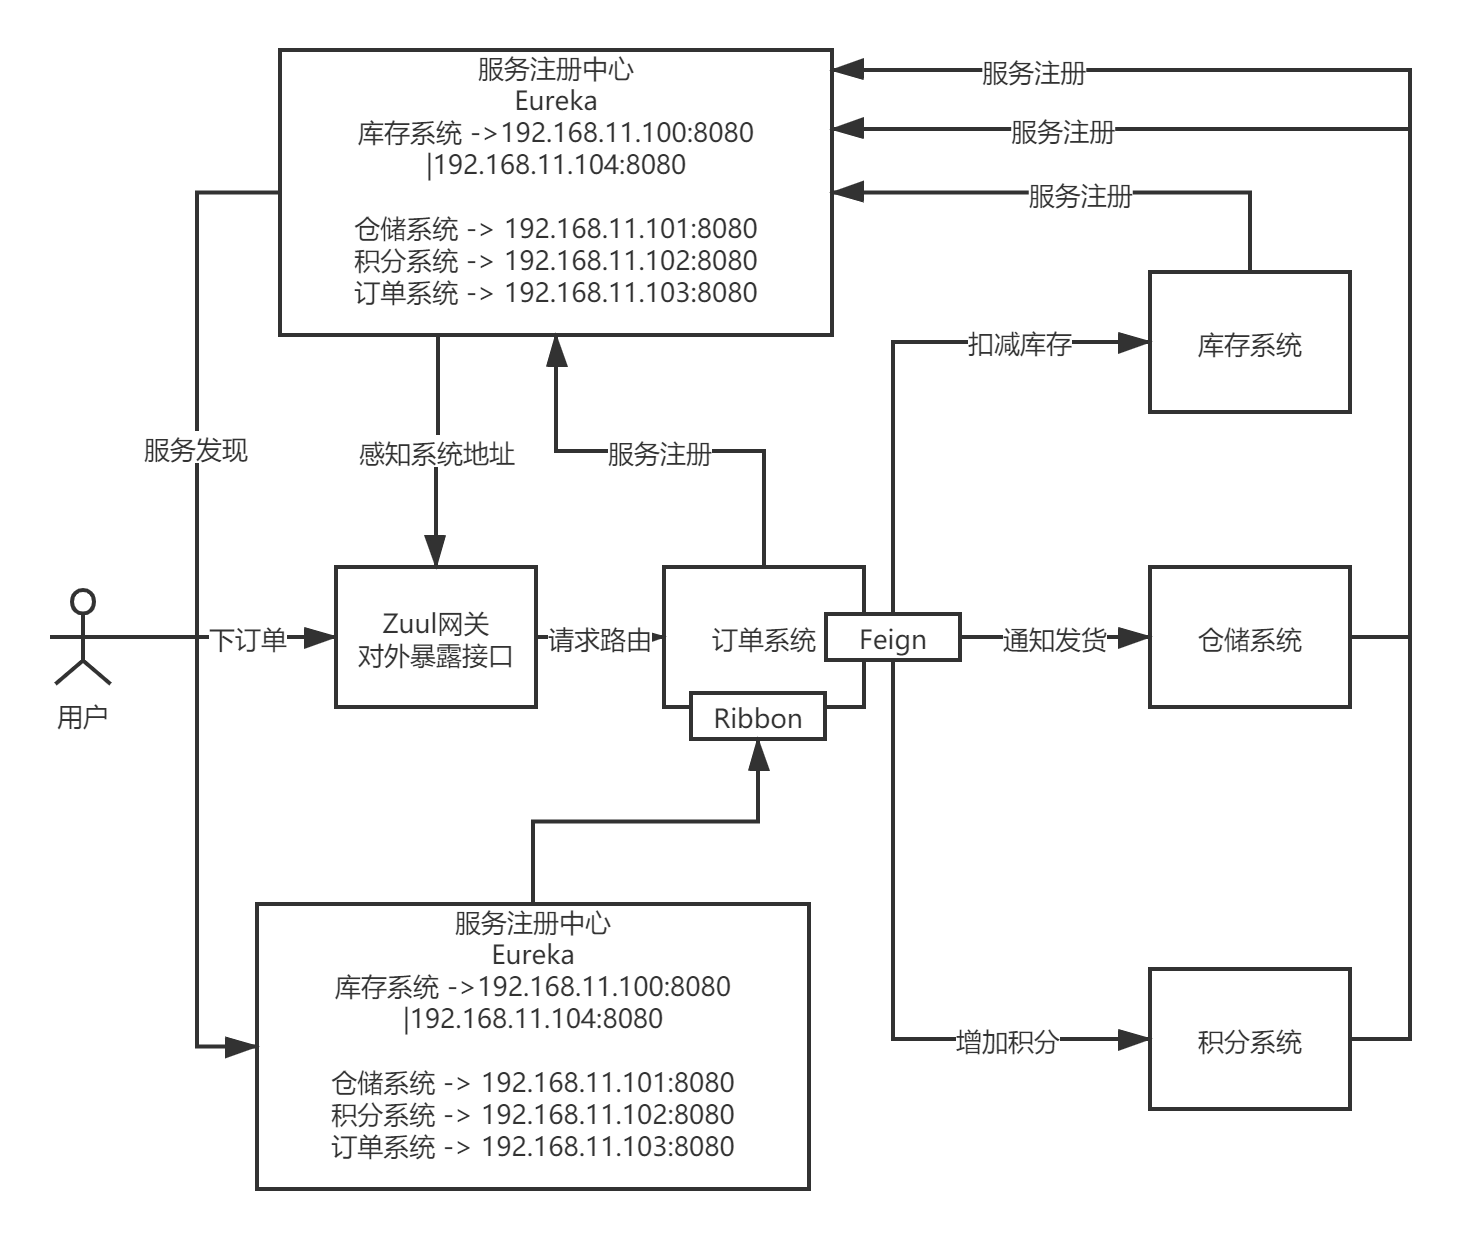 服务注册中心
Eureka
库存系统 ->192.168.11.100:8080
|192.168.11.104:8080
仓储系统 -> 192.168.11.101:8080
积分系统 -> 192.168.11.102:8080
订单系统 -> 192.168.11.103:8080
服务注册
服务注册
服务注册
扣减库存
库存系统
服务发现
感知系统地址
服务注册
用户
下订单
Zuul网关
对外暴露接口
请求路由
订单系统
Feign
Ribbon
通知发货
仓储系统
服务注册中心
Eureka
库存系统 ->192.168.11.100:8080
|192.168.11.104:8080
仓储系统 -> 192.168.11.101:8080
积分系统 -> 192.168.11.102:8080
订单系统 -> 192.168.11.103:8080
增加积分
积分系统